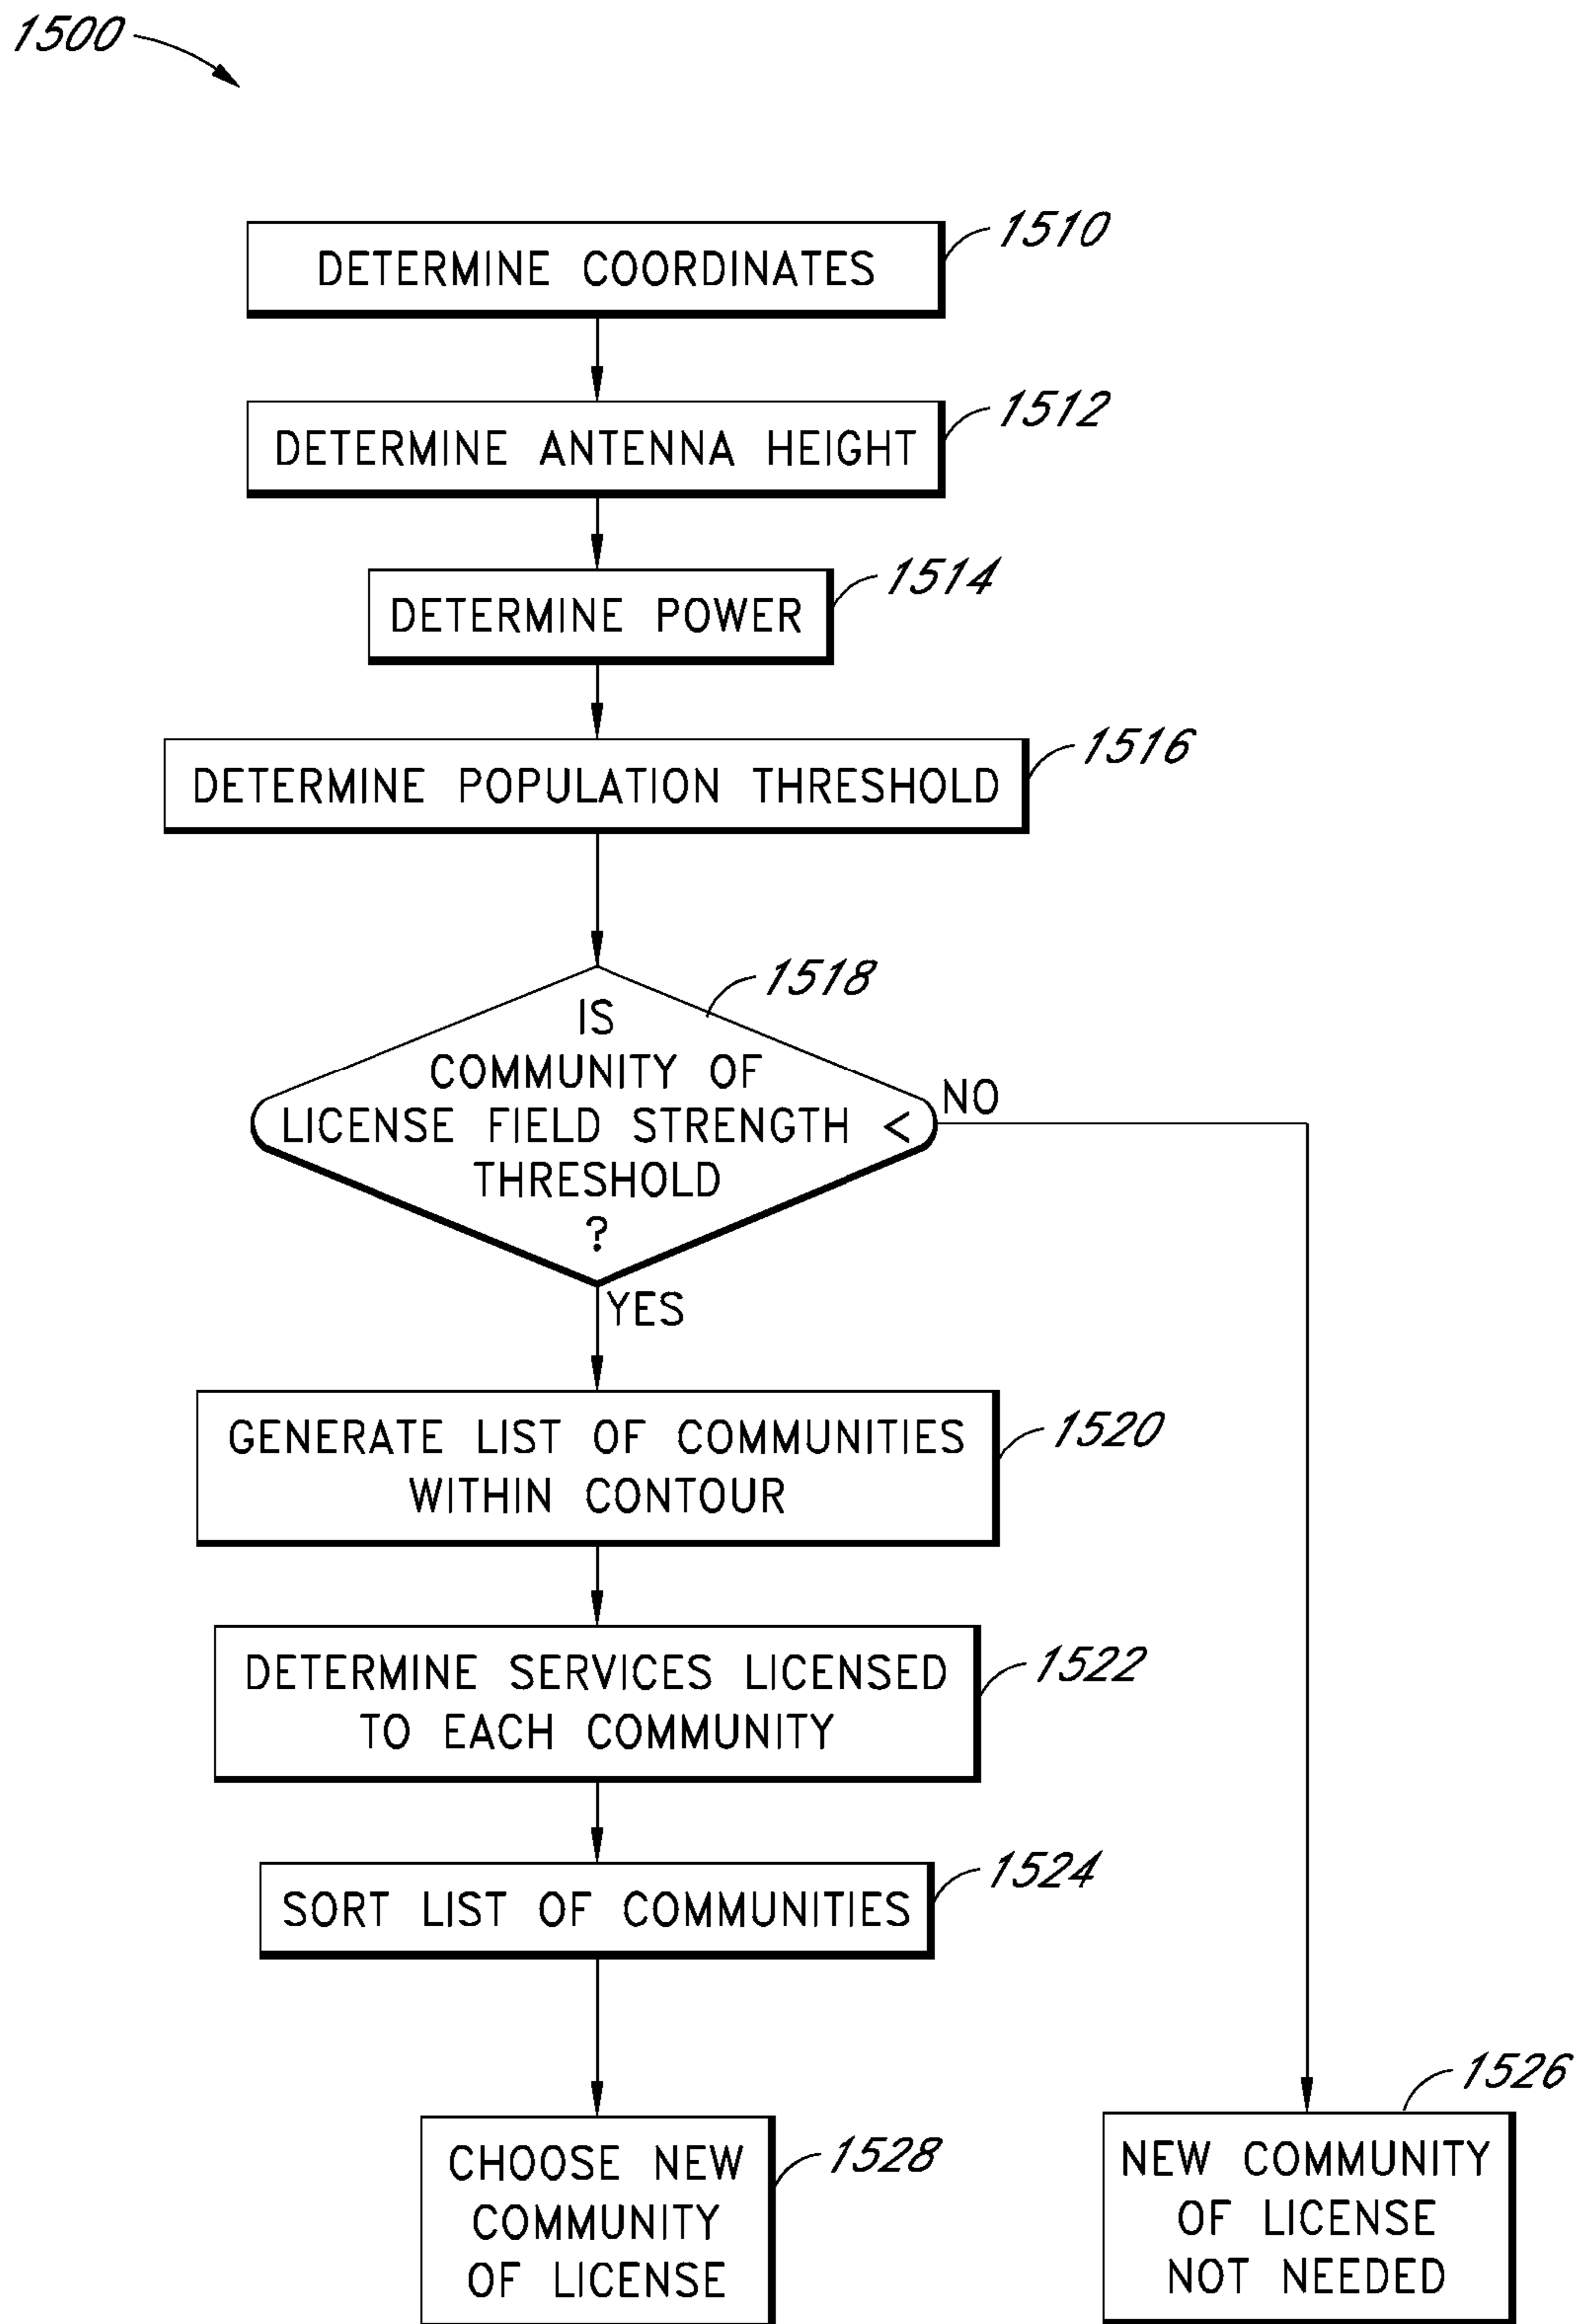 1500
DETERMINE COORDINATES
1510
DETERMINE ANTENNA HEIGHT
1512
DETERMINE POWER
1514
DETERMINE POPULATION THRESHOLD
1516
1518
IS
COMMUNITY OF
LICENSE FIELD STRENGTH <
THRESHOLD
?
NO
YES
GENERATE LIST OF COMMUNITIES
WITHIN CONTOUR
1520
DETERMINE SERVICES LICENSED
TO EACH COMMUNITY
1522
SORT LIST OF COMMUNITIES
1524
CHOOSE NEW
COMMUNITY
OF LICENSE
1528
1526
NEW COMMUNITY
OF LICENSE
NOT NEEDED